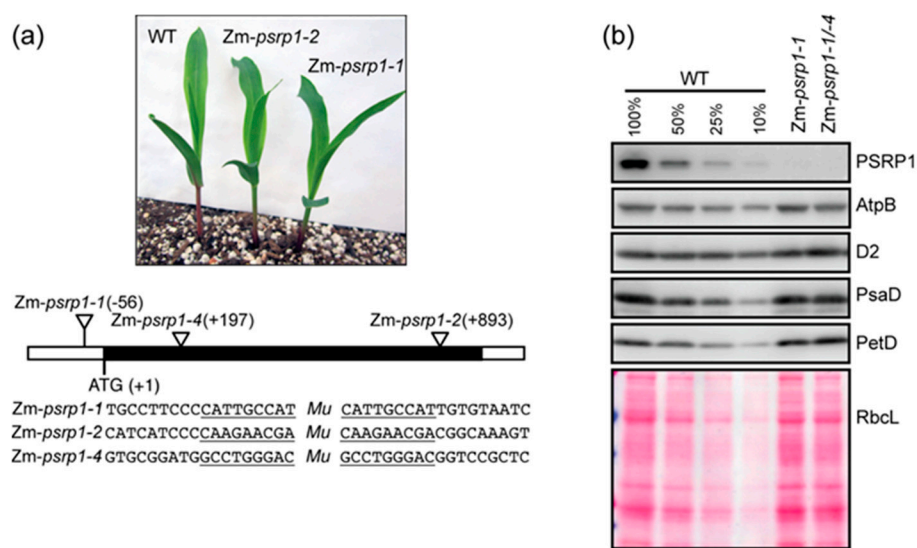 (a)
WT
Zm-psrp1-2
Zm-psrp1-1
Zm-psrp1-1(-56)
Zm-psrp1-4(+197)
Zm-psrp1-2(+893)
ATG (+1)
Zm-psrp1-1 TGCCTTCCCCATTGCCAT Mu CATTGCCATTGTGTAATC
Zm-psrp1-2 CATCATCCCCAAGAACGA Mu CAAGAACGACGGCAAAGT
Zm-psrp1-4 GTGCGGATGGCCTGGGAC Mu GCCTGGGACGGTCCGCTC
(b)
WT
100%
50%
25%
10%
Zm-psrp1-1
Zm-psrp1-1/-4
PSRP1
AtpB
D2
PsaD
PetD
RbcL